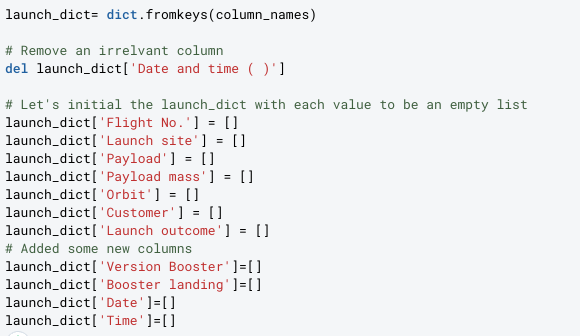 launch_dict= dict.fromkeys(column_names)
# Remove an irrelvant column
del launch_dict['Date and time ( )']
# Let's initial the launch_dict with each value to be an empty list
launch_dict['Flight No.'] = []
launch_dict['Launch site'] = []
launch_dict['Payload'] = []
launch_dict['Payload mass'] = []
launch_dict['Orbit'] = []
launch_dict['Customer'] = []
launch_dict['Launch outcome'] = []
# Added some new columns
launch_dict['Version Booster']=[]
launch_dict['Booster landing']=[]
launch_dict['Date']=[]
launch_dict['Time']=[]